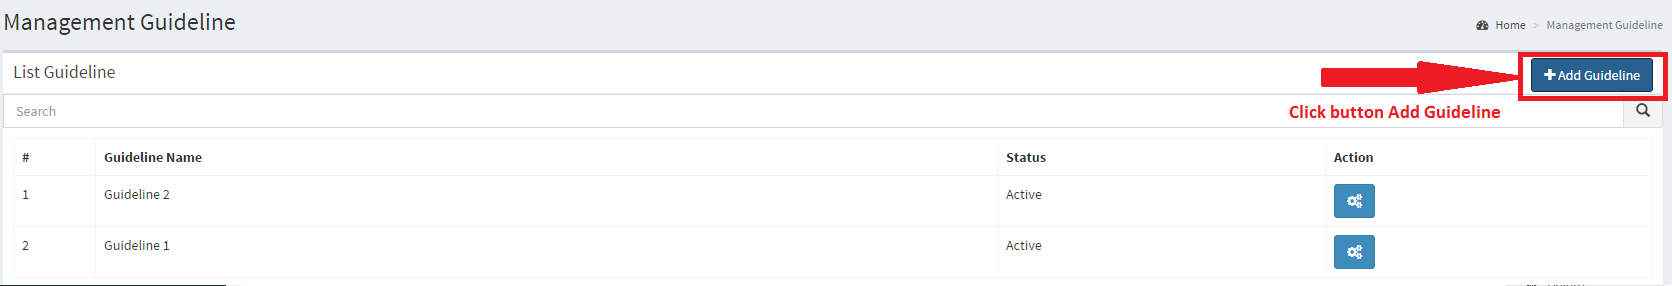 Management Guideline
Home > Management Guideline
List Guideline
Add Guideline
Search
Click button Add Guideline
# Guideline Name Status Action
1 Guideline 2 Active
2 Guideline 1 Active